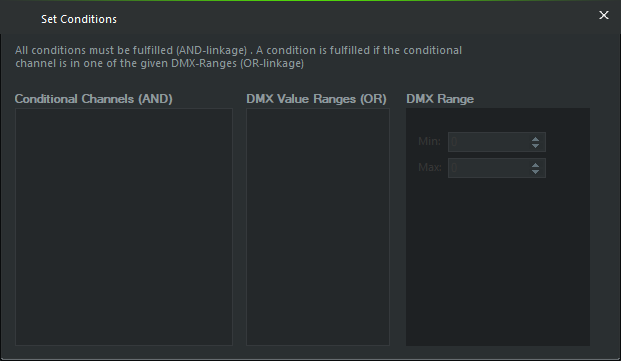 Set Conditions
All conditions must be fulfilled (AND-linkage) . A condition is fulfilled if the conditional
channel is in one of the given DMX-Ranges (OR-linkage)
Conditional Channels (AND)
DMX Value Ranges (OR)
DMX Range
Min:
Max: